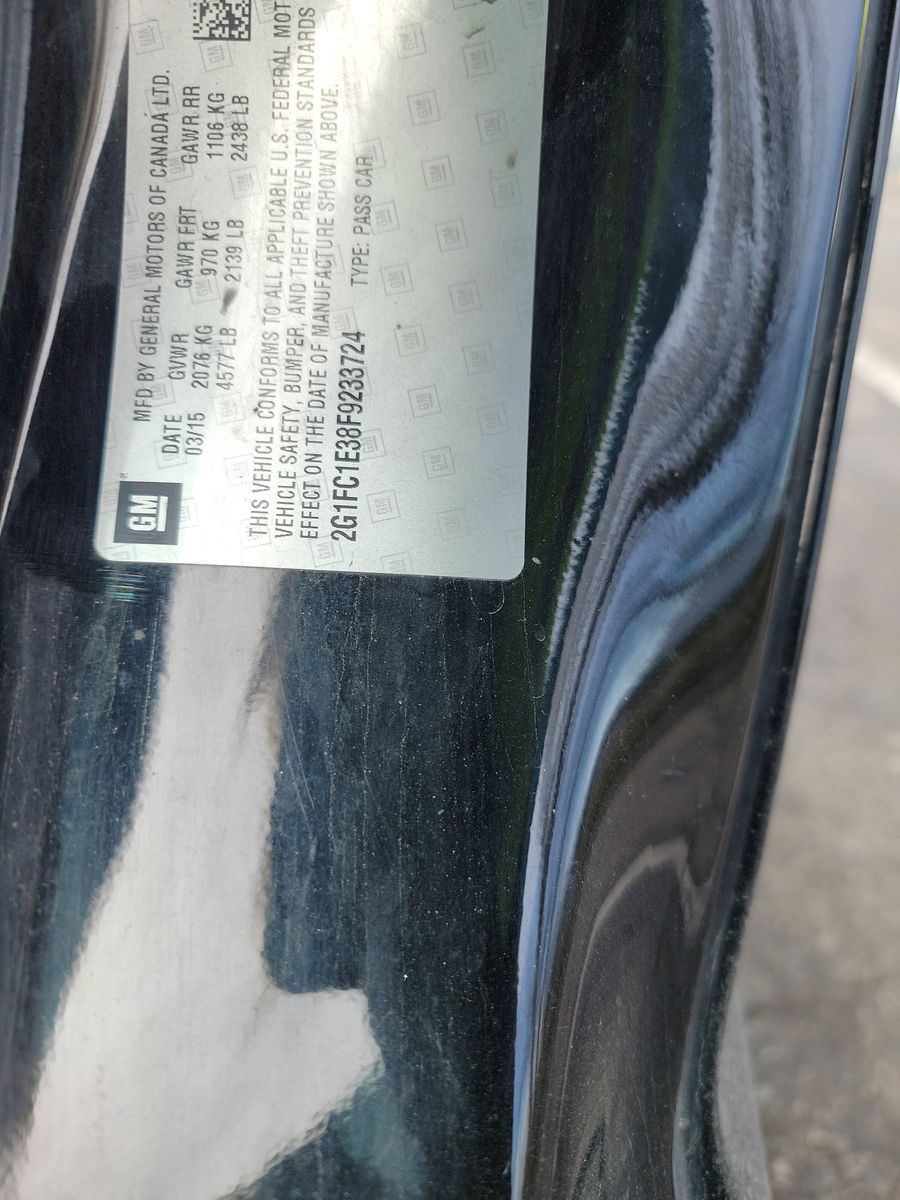 GM
MFD BY GENERAL MOTORS OF CANADA LTD.
DATE GVWR GAWR FRT GAWR RR
03/15 2076 KG 970 KG 1106 KG
4577 LB 2139 LB 2438 LB
THIS VEHICLE CONFORMS TO ALL APPLICABLE U.S. FEDERAL
VEHICLE SAFETY, BUMPER, AND THEFT PREVENTION STANDARDS
EFFECT ON THE DATE OF MANUFACTURE SHOWN ABOVE.
2G1FC1E38F9233724 TYPE: PASS CAR